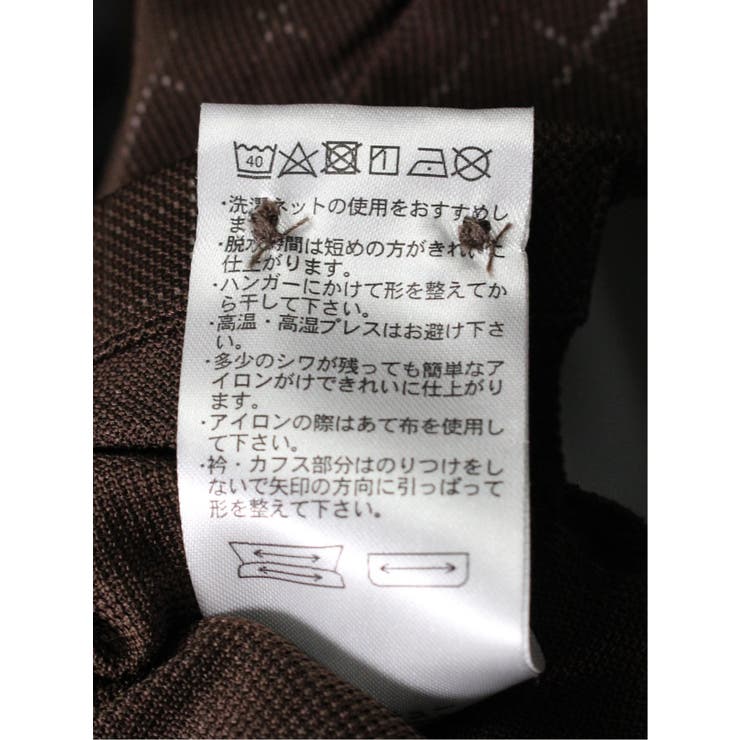 40
・洗濯ネットの使用をおすすめし
ます。
・脱水時間は短めの方がきれいに
仕上がります。
・ハンガーにかけて形を整えてか
ら干して下さい。
・高温・高湿プレスはお避け下さ
い。
・多少のシワが残っても簡単なア
イロンがけできれいに仕上がり
ます。
・アイロンの際はあて布を使用し
て下さい。
・衿・カフス部分はのりつけをし
ないで矢印の方向に引っぱって
形を整えて下さい。